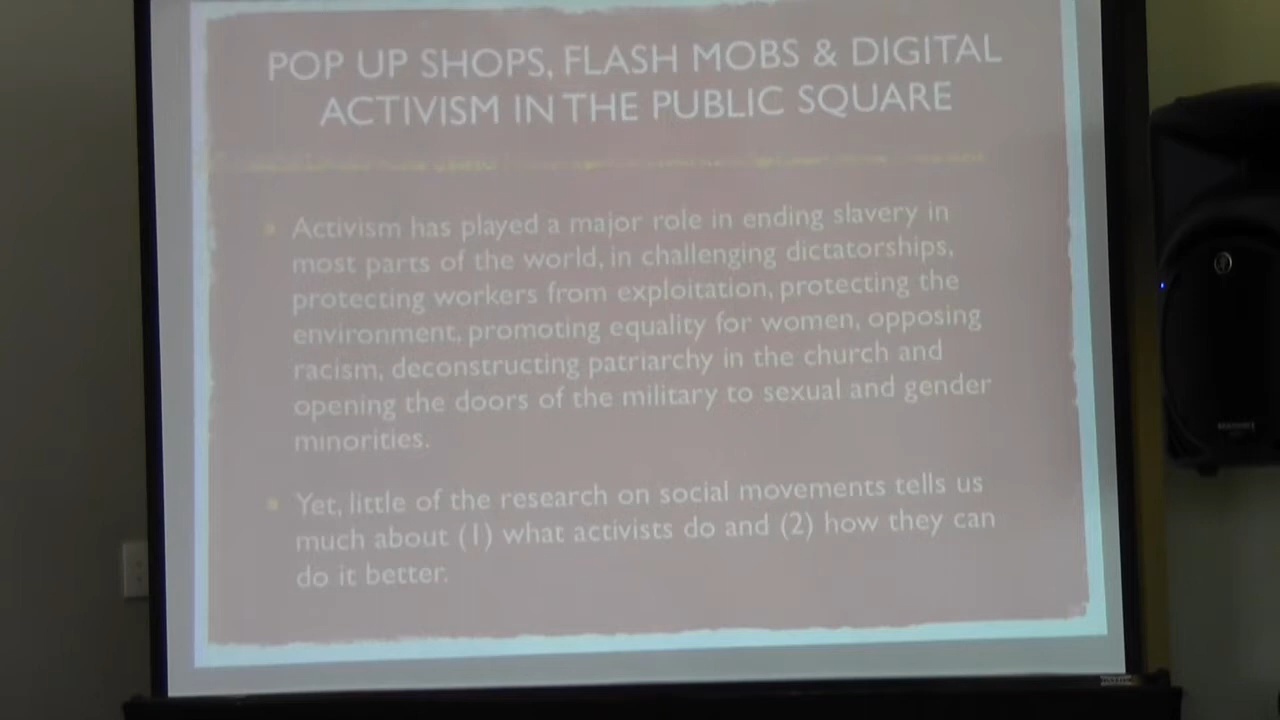 POP UP SHOPS, FLASH MOBS & DIGITAL
ACTIVISM IN THE PUBLIC SQUARE
Activism has played a major role in ending slavery in
most parts of the world, in challenging dictatorships,
protecting workers from exploitation, protecting the
environment, promoting equality for women, opposing
racism, deconstructing patriarchy in the church and
opening the doors of the military to sexual and gender
minorities.
Yet, little of the research on social movements tells us
much about (1) what activists do and (2) how they can
do it better.